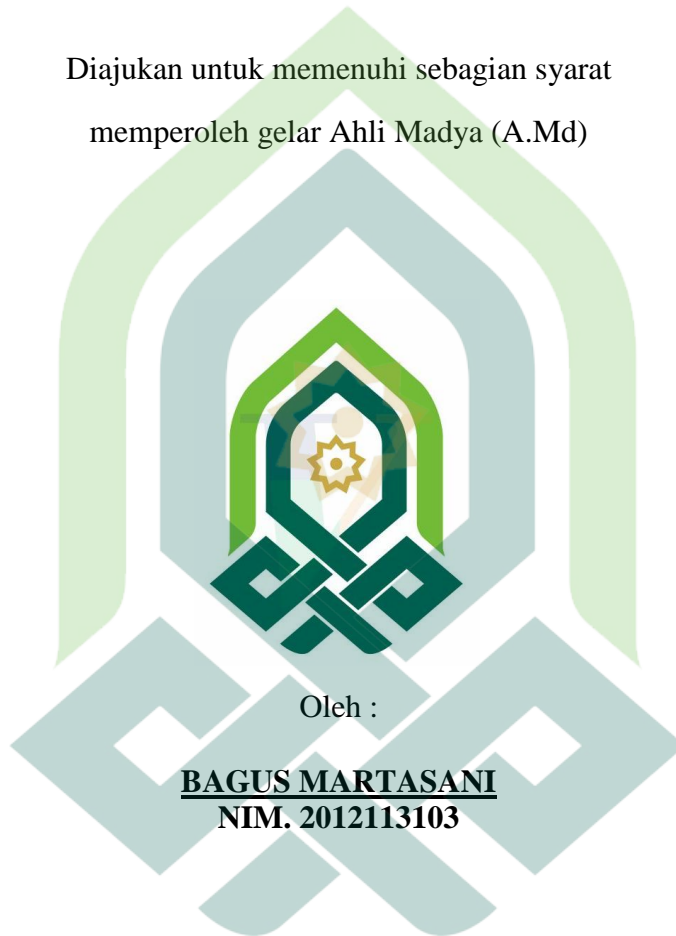 Diajukan untuk memenuhi sebagian syarat
memperoleh gelar Ahli Madya (A.Md)
Oleh :
BAGUS MARTASANI
NIM. 2012113103